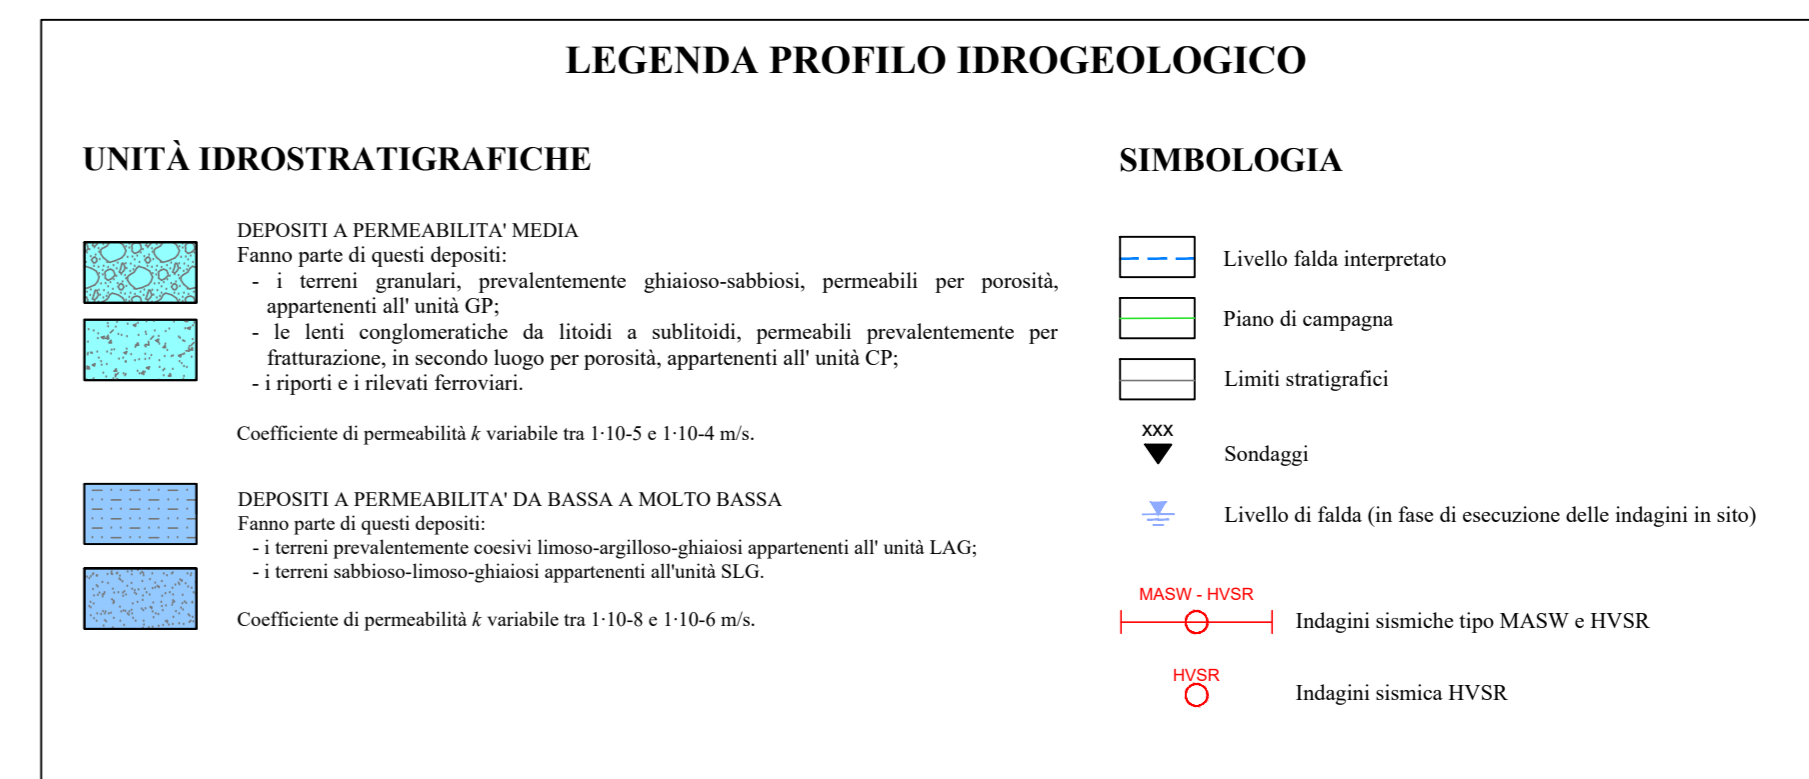 LEGENDA PROFILO IDROGEOLOGICO
UNITÀ IDROSTRATIGRAFICHE
DEPOSITI A PERMEABILITA' MEDIA
Fanno parte di questi depositi:
- i terreni granulari, prevalentemente ghiaioso-sabbiosi, permeabili per porosità,
appartenenti all' unità GP;
- le lenti conglomeratiche da litoidi a sublitoidi, permeabili prevalentemente per
fratturazione, in secondo luogo per porosità, appartenenti all' unità CP;
- i riporti e i rilevati ferroviari.
Coefficiente di permeabilità k variabile tra 1·10-5 e 1·10-4 m/s.
DEPOSITI A PERMEABILITA' DA BASSA A MOLTO BASSA
Fanno parte di questi depositi:
- i terreni prevalentemente coesivi limoso-argilloso-ghiaiosi appartenenti all' unità LAG;
- i terreni sabbioso-limoso-ghiaiosi appartenenti all'unità SLG.
Coefficiente di permeabilità k variabile tra 1·10-8 e 1·10-6 m/s.
SIMBOLOGIA
Livello falda interpretato
Piano di campagna
Limiti stratigrafici
XXX
Sondaggi
Livello di falda (in fase di esecuzione delle indagini in sito)
MASW - HVSR
Indagini sismiche tipo MASW e HVSR
HVSR
Indagini sismica HVSR